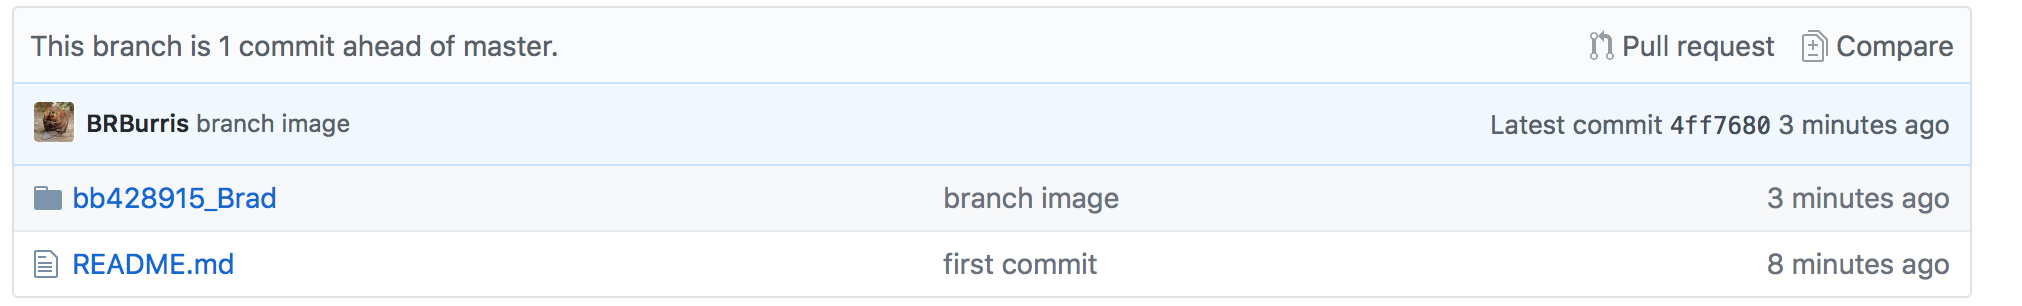 This branch is 1 commit ahead of master. Pull request Compare
BRBurris branch image Latest commit 4ff7680 3 minutes ago
bb428915_Brad branch image 3 minutes ago
README.md first commit 8 minutes ago